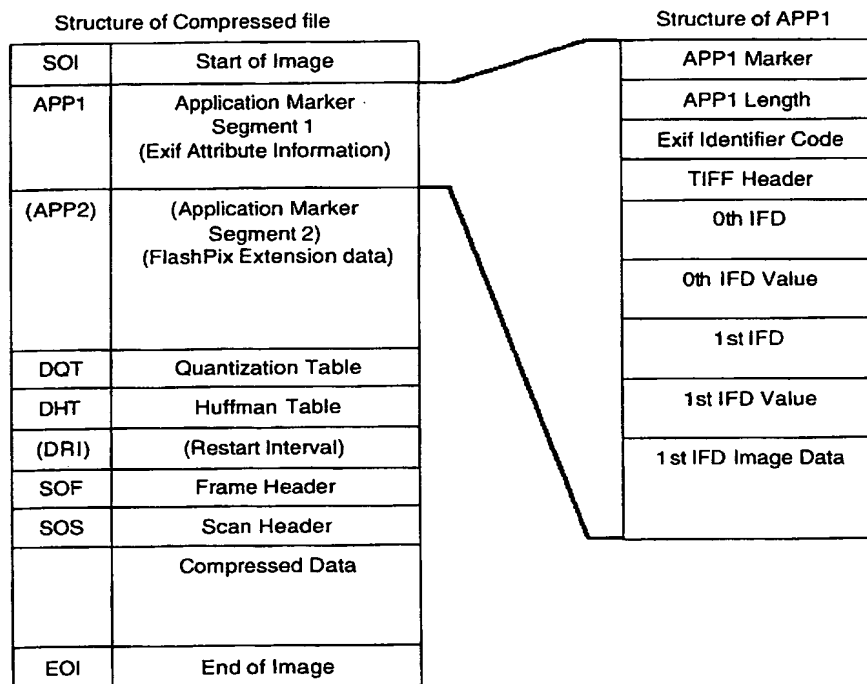 Structure of Compressed file
SOI Start of Image
APP1 Application Marker
Segment 1
(Exif Attribute Information)
(APP2) (Application Marker
Segment 2)
(FlashPix Extension data)
DQT Quantization Table
DHT Huffman Table
(DRI) (Restart Interval)
SOF Frame Header
SOS Scan Header
Compressed Data
EOI End of Image
Structure of APP1
APP1 Marker
APP1 Length
Exif Identifier Code
TIFF Header
0th IFD
0th IFD Value
1st IFD
1st IFD Value
1st IFD Image Data